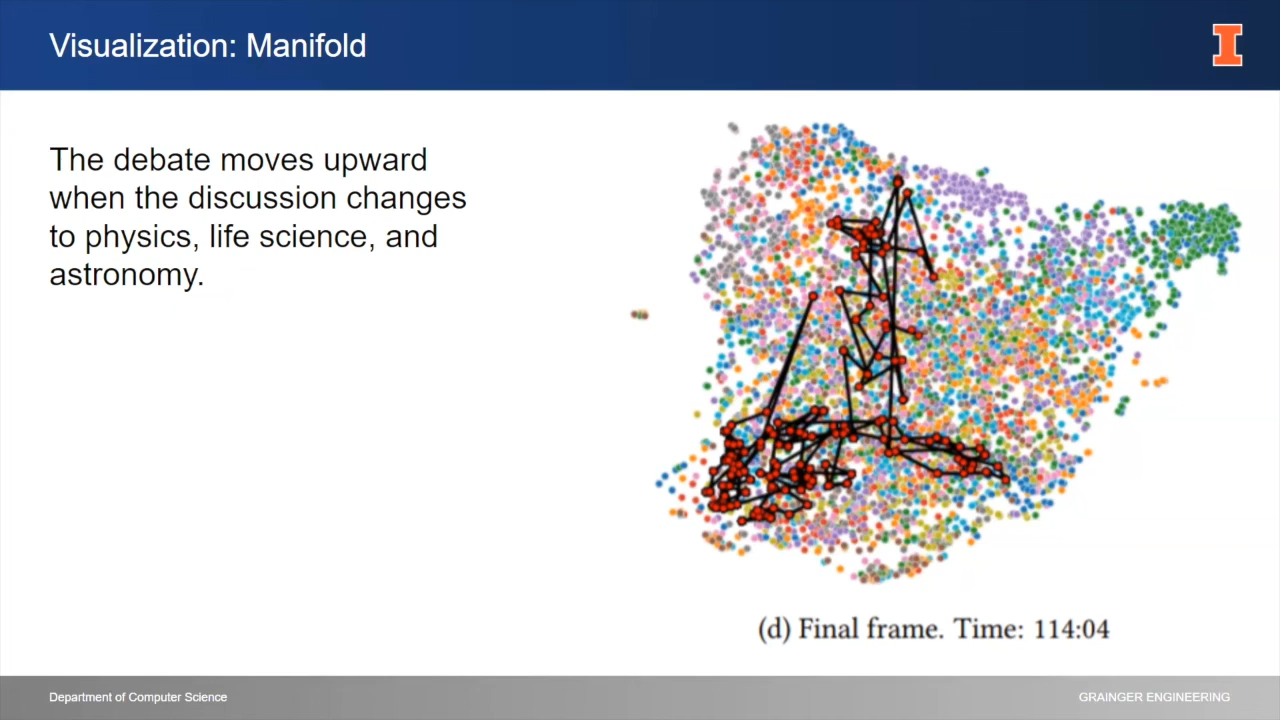 Visualization: Manifold
The debate moves upward
when the discussion changes
to physics, life science, and
astronomy.
(d) Final frame. Time: 114:04
Department of Computer Science
GRAINGER ENGINEERING